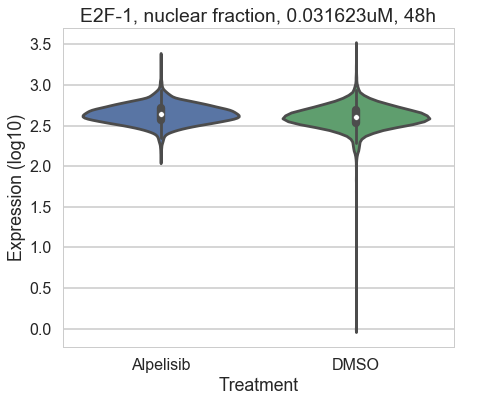 E2F-1, nuclear fraction, 0.031623uM, 48h
Expression (log10)
3.5
3.0
2.5
2.0
1.5
1.0
0.5
0.0
Alpelisib DMSO
Treatment